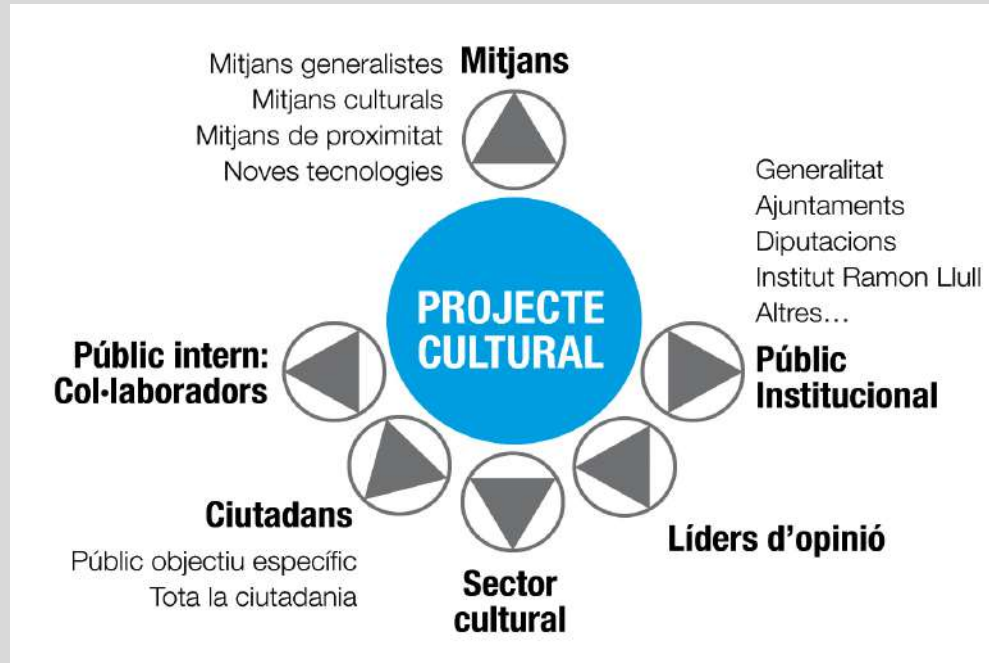 Mitjans generalistes
Mitjans culturals
Mitjans de proximitat
Noves tecnologies
Mitjans
Generalitat
Ajuntaments
Diputacions
Institut Ramon Llull
Altres…
Públic
Institucional
PROJECTE
CULTURAL
Públic intern:
Col·laboradors
Ciutadans
Públic objectiu específic
Tota la ciutadania
Sector
cultural
Líders d’opinió